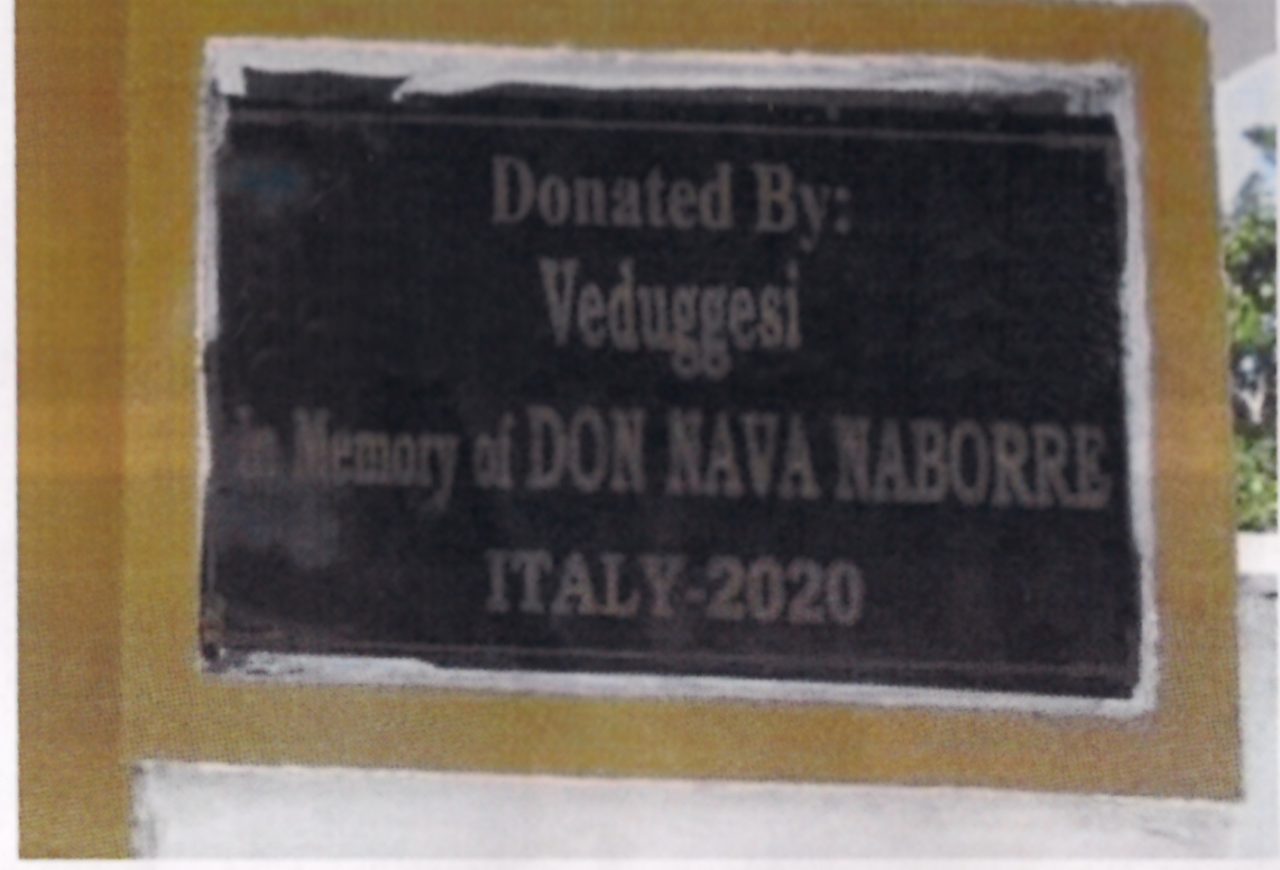 Donated By:
Veduggesi
In Memory of DON NAVA NABORRE
ITALY-2020